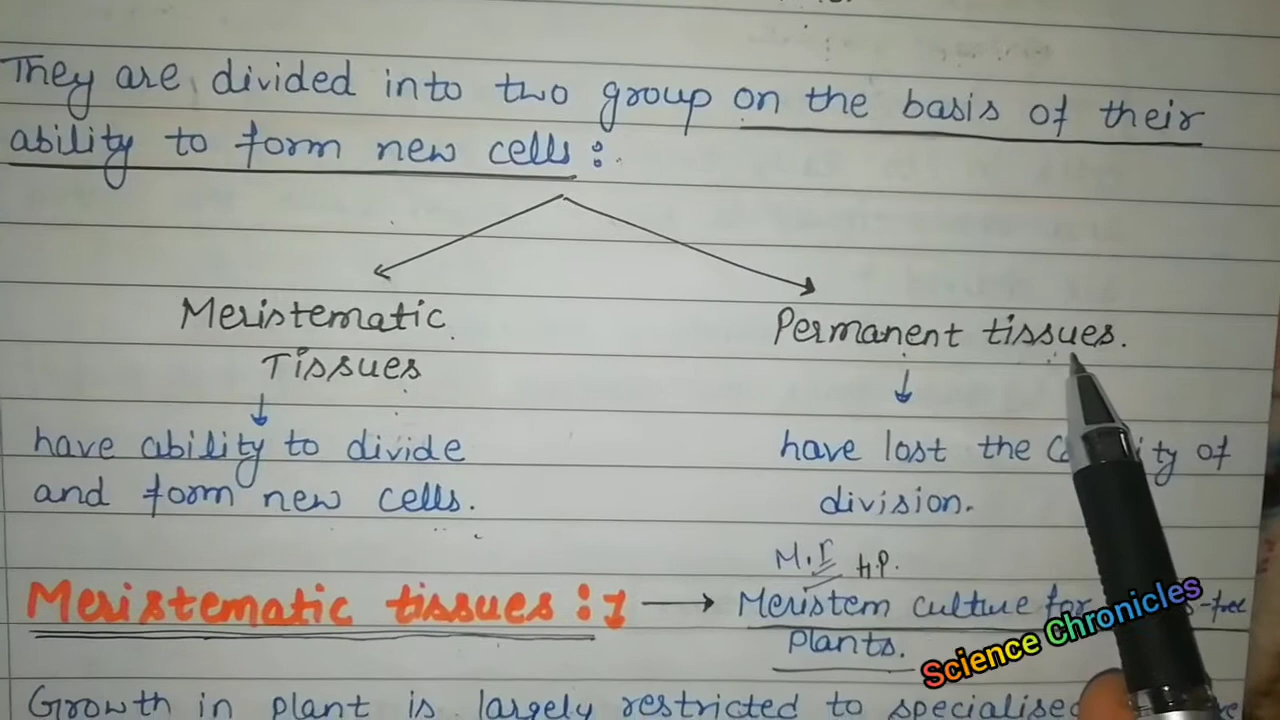 They are divided into two group on the basis of their
ability to form new cells :
Meristematic
Tissues
Permanent tissues.
have ability to divide
and form new cells.
have lost the of
division.
M.I H.P.
Meristematic tissues :
Meristem culture for -free
plants.
Science Chronicles
Growth in plant is largely restricted to specialised